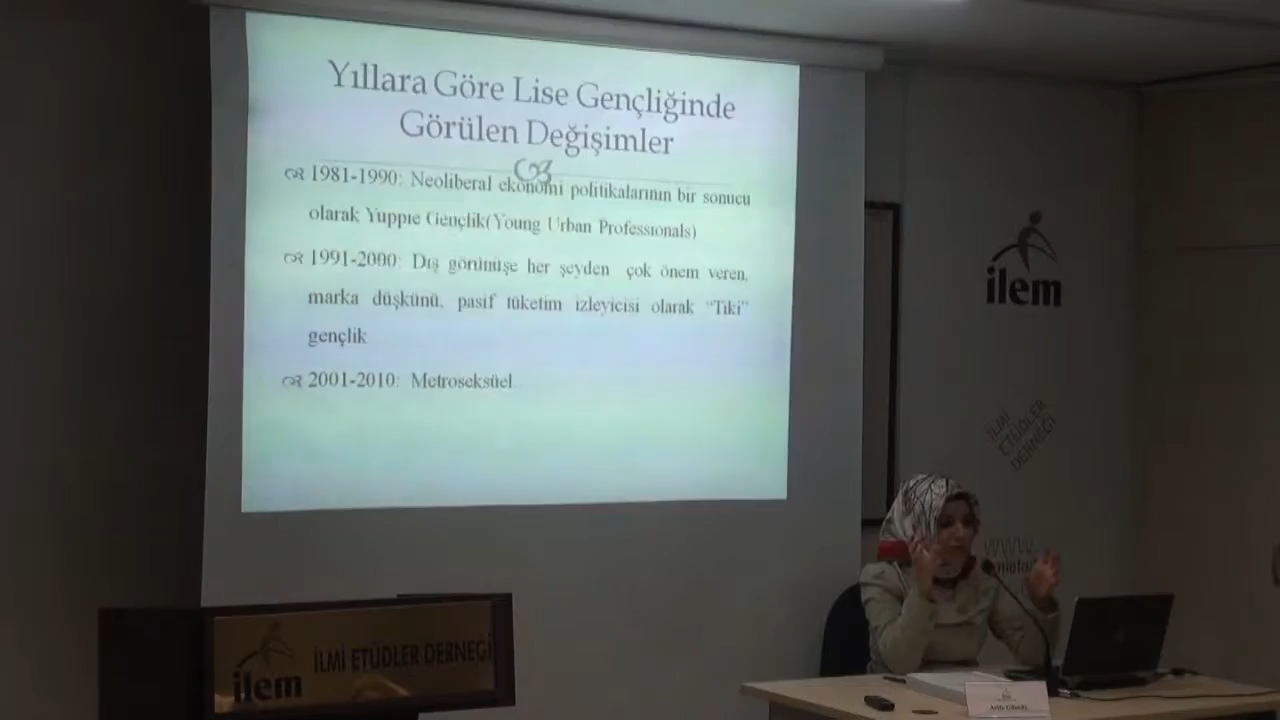 Yıllara Göre Lise Gençliğinde
Görülen Değişimler
1981-1990: Neoliberal ekonomi politikalarının bir sonucu
olarak Yuppie Gençlik(Young Urban Professionals)
1991-2000: Dış görünüşe her şeyden çok önem veren,
marka düşkünü, pasif tüketim izleyicisi olarak "Tiki"
gençlik
2001-2010: Metroseksüel
ilem
İLMİ
ETÜDLER
DERNEĞİ
www
ilem
İLMİ ETÜDLER DERNEĞİ